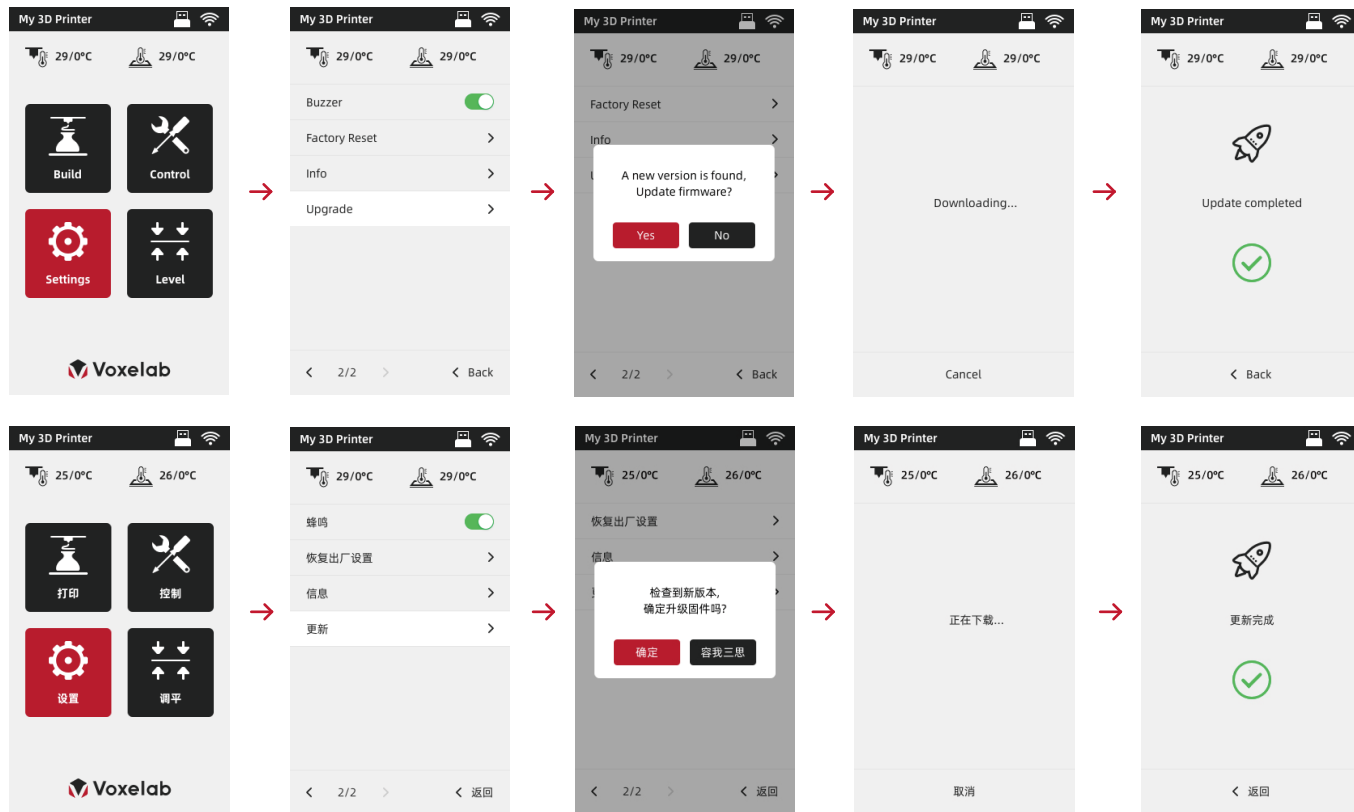 My 3D Printer
29/0°C
29/0°C
Build
Control
Settings
Level
Voxelab
My 3D Printer
29/0°C
29/0°C
Buzzer
Factory Reset
Info
Upgrade
2/2
Back
My 3D Printer
29/0°C
29/0°C
Factory Reset
Info
A new version is found,
Update firmware?
Yes
No
2/2
Back
My 3D Printer
29/0°C
29/0°C
Downloading...
Cancel
My 3D Printer
29/0°C
29/0°C
Update completed
Back
My 3D Printer
25/0°C
26/0°C
打印
控制
设置
调平
Voxelab
My 3D Printer
29/0°C
29/0°C
蜂鸣
恢复出厂设置
信息
更新
2/2
返回
My 3D Printer
25/0°C
26/0°C
恢复出厂设置
信息
检查到新版本,
确定升级固件吗?
确定
容我三思
2/2
返回
My 3D Printer
25/0°C
26/0°C
正在下载...
取消
My 3D Printer
25/0°C
26/0°C
更新完成
返回